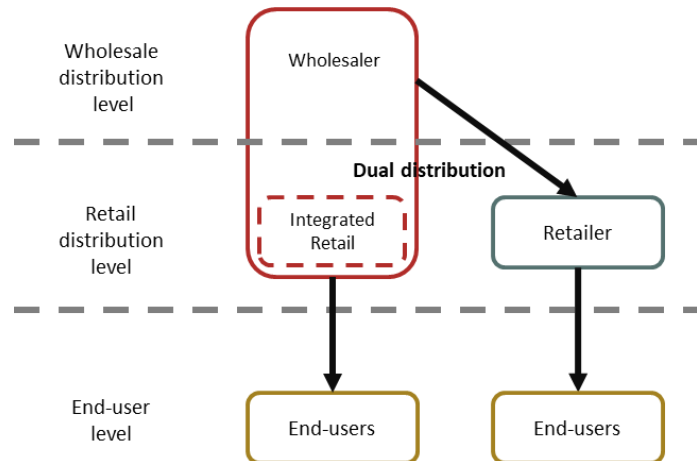 Wholesale
distribution
level
Wholesaler
Dual distribution
Retail
distribution
level
Integrated
Retail
Retailer
End-user
level
End-users
End-users